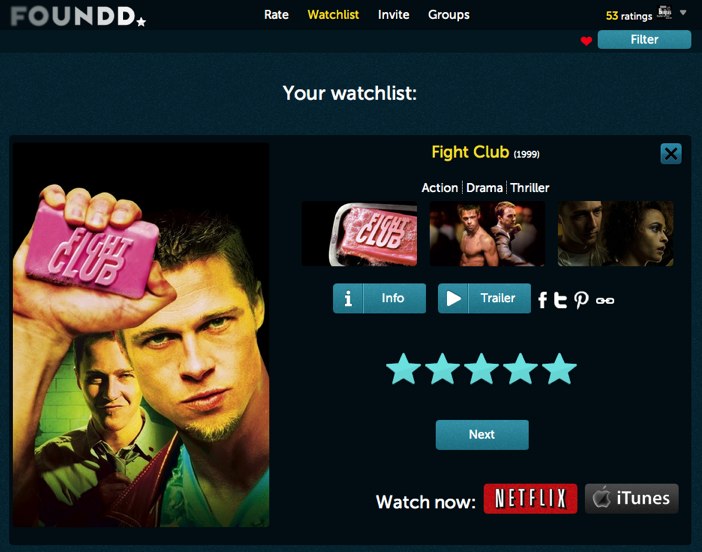 FOUNDD
Rate Watchlist Invite Groups 53 ratings
Filter
Your watchlist:
Fight Club (1999)
Action Drama Thriller
FIGHT CLUB
FIGHT CLUB
i Info Trailer
Next
Watch now: NETFLIX iTunes